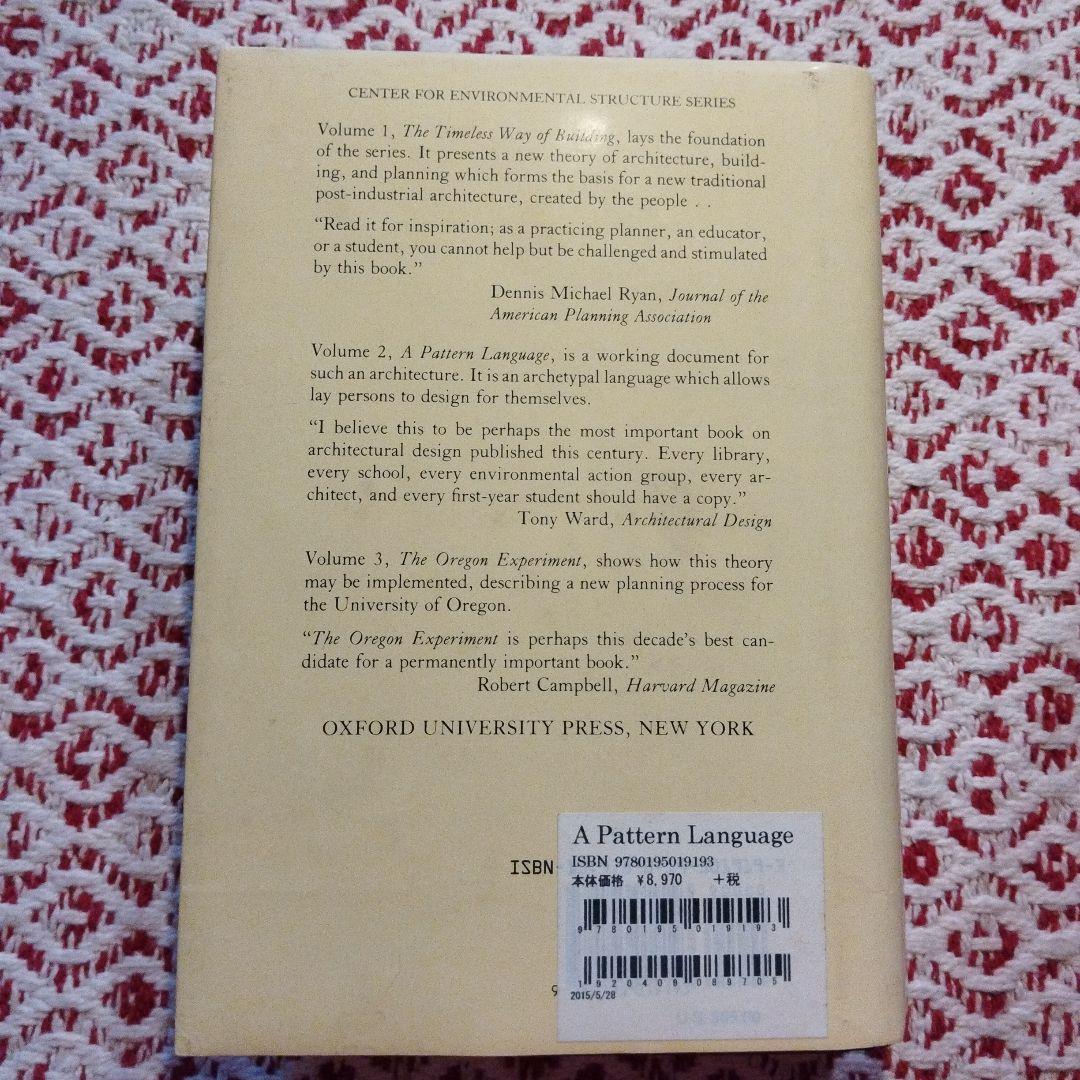 CENTER FOR ENVIRONMENTAL STRUCTURE SERIES
Volume 1, The Timeless Way of Building, lays the foundation
of the series. It presents a new theory of architecture, build-
ing, and planning which forms the basis for a new traditional
post-industrial architecture, created by the people . .
“Read it for inspiration; as a practicing planner, an educator,
or a student, you cannot help but be challenged and stimulated
by this book.”
Dennis Michael Ryan, Journal of the
American Planning Association
Volume 2, A Pattern Language, is a working document for
such an architecture. It is an archetypal language which allows
lay persons to design for themselves.
“I believe this to be perhaps the most important book on
architectural design published this century. Every library,
every school, every environmental action group, every ar-
chitect, and every first-year student should have a copy.”
Tony Ward, Architectural Design
Volume 3, The Oregon Experiment, shows how this theory
may be implemented, describing a new planning process for
the University of Oregon.
“The Oregon Experiment is perhaps this decade’s best can-
didate for a permanently important book.”
Robert Campbell, Harvard Magazine
OXFORD UNIVERSITY PRESS, NEW YORK
A Pattern Language
ISBN 9780195019193
ISBN
本体価格 ¥8,970 +税
9780195019193
1920409089705
9
2015/5/28